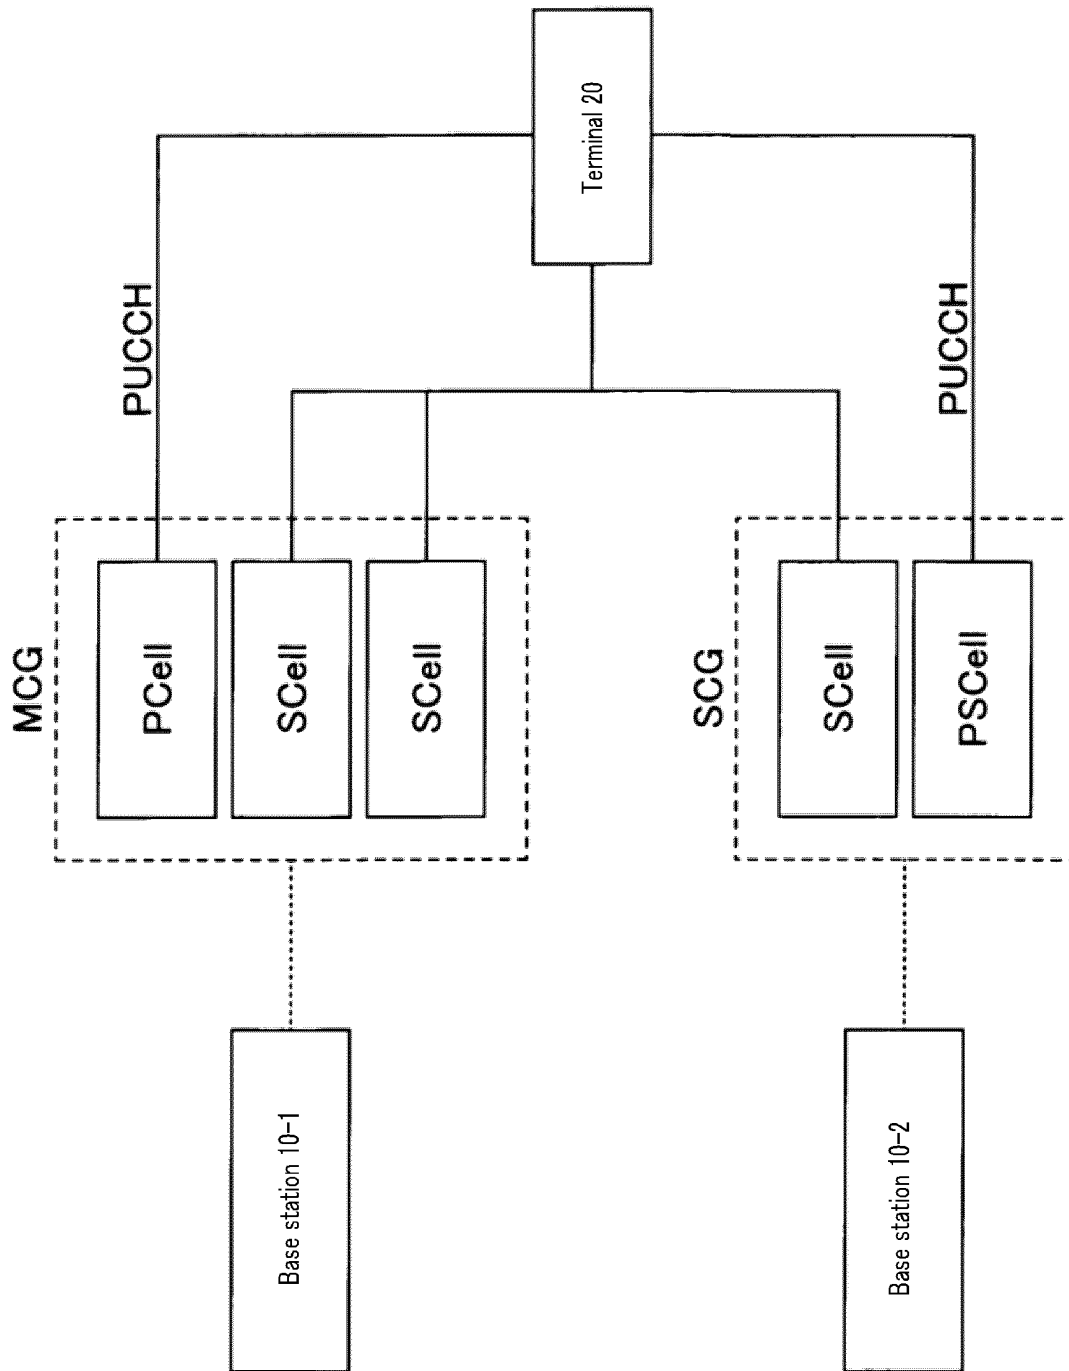 MCG
PCell
SCell
SCell
PUCCH
Terminal 20
Base station 10-1
SCG
SCell
PSCell
PUCCH
Base station 10-2